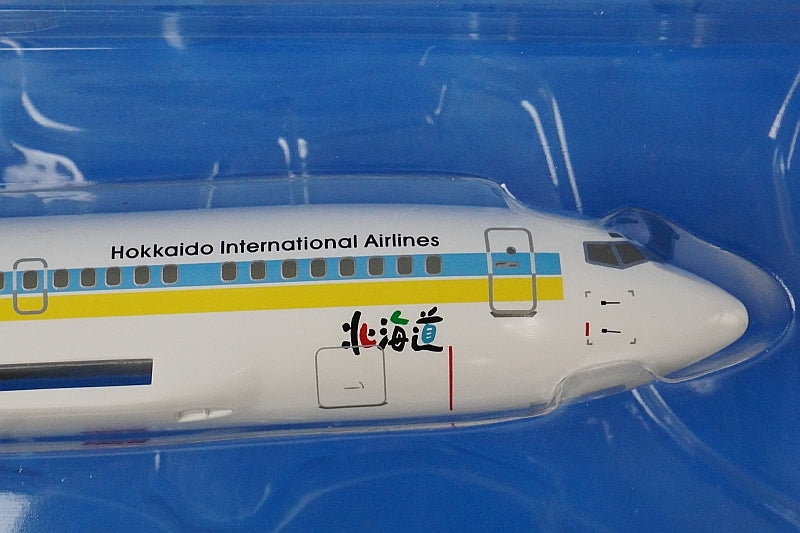 Hokkaido International Airlines
北海道